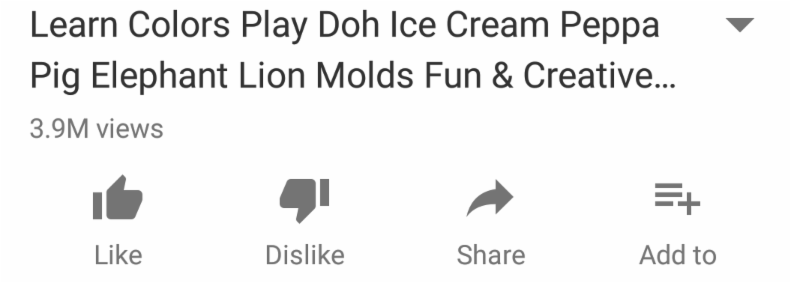 Learn Colors Play Doh Ice Cream Peppa
Pig Elephant Lion Molds Fun & Creative...
3.9M views
Like Dislike Share Add to